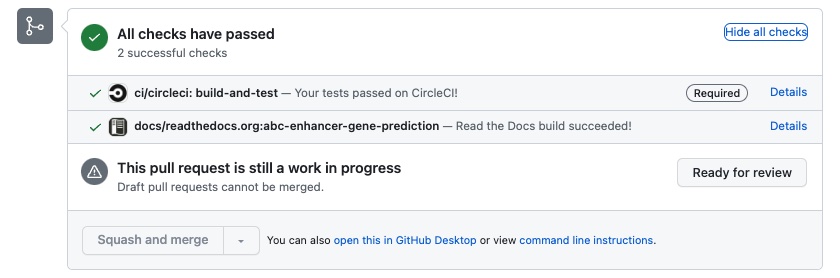 All checks have passed
Hide all checks
2 successful checks
ci/circleci: build-and-test — Your tests passed on CircleCI! Required Details
docs/readthedocs.org:abc-enhancer-gene-prediction — Read the Docs build succeeded! Details
This pull request is still a work in progress
Draft pull requests cannot be merged.
Ready for review
Squash and merge You can also open this in GitHub Desktop or view command line instructions.